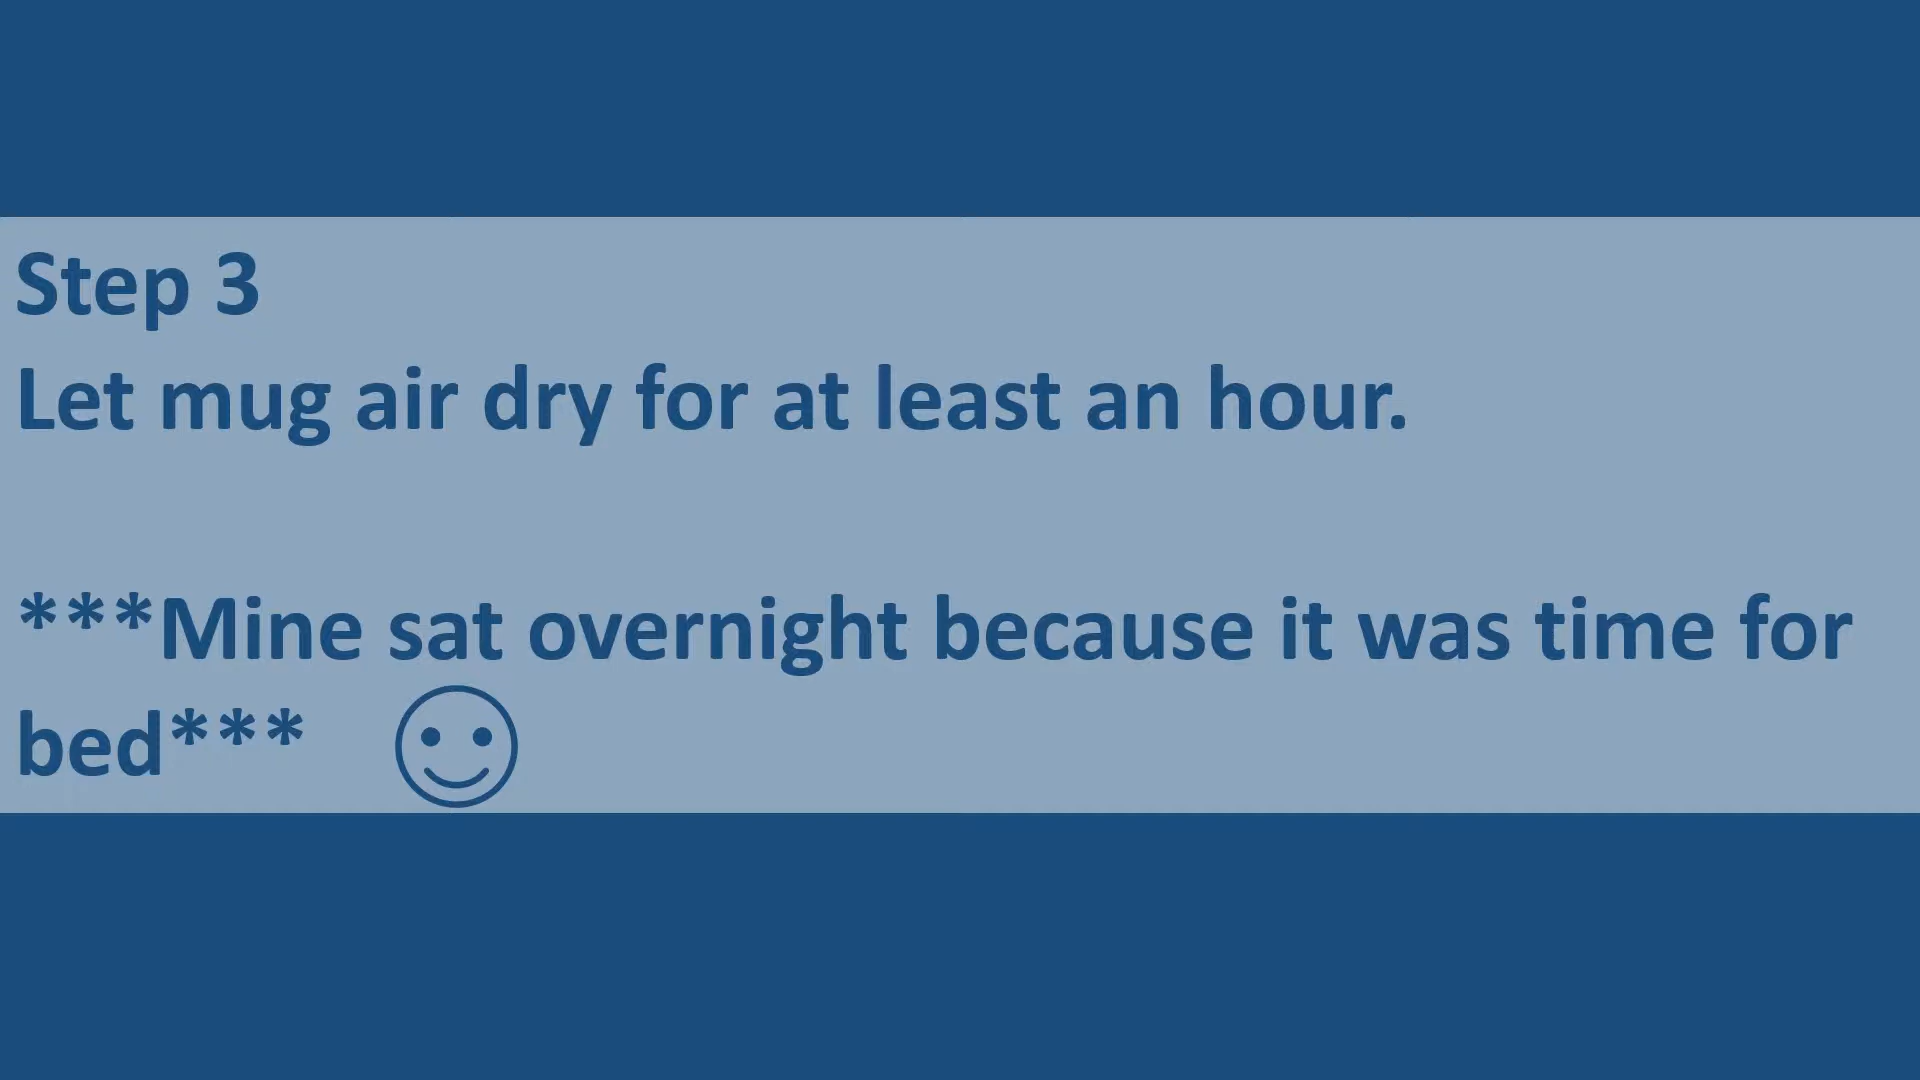 Step 3
Let mug air dry for at least an hour.
***Mine sat overnight because it was time for
bed***